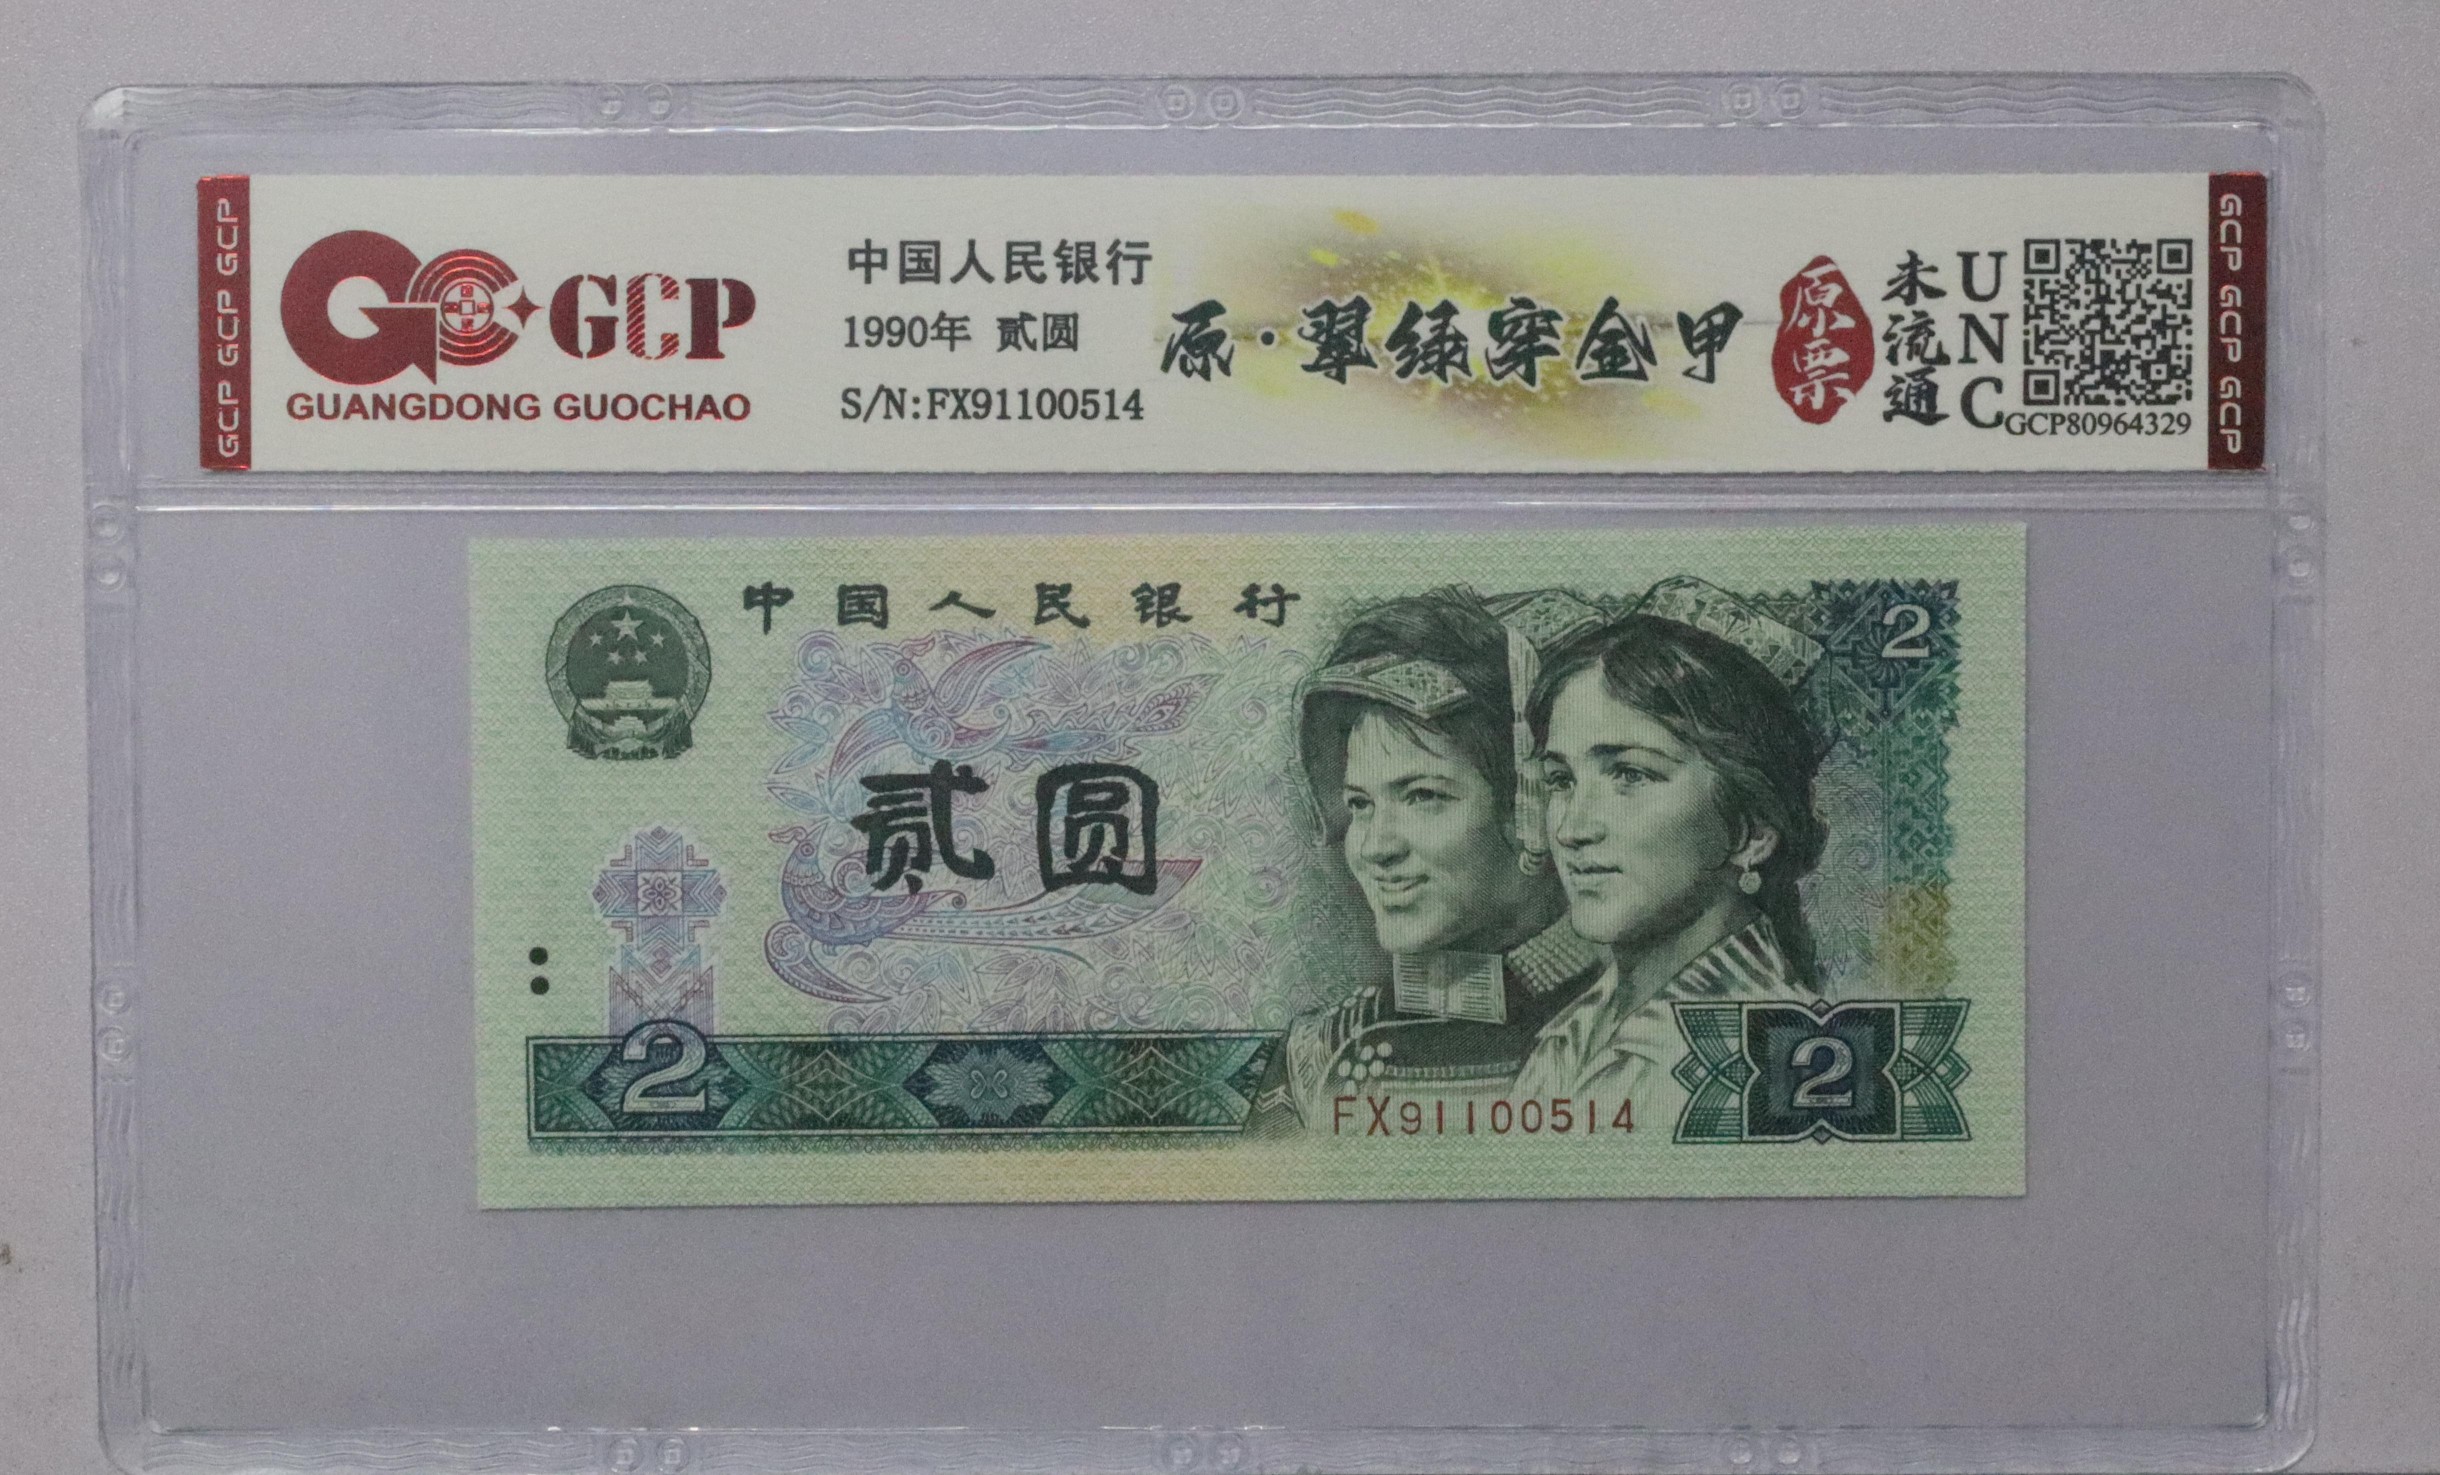 GCP GCP GCP
GCP
GUANGDONG GUOCHAO
中国人民银行
1990年 贰圆
S/N:FX91100514
原·翠绿穿金甲
原票
未流通
UNC
GCP80964329
GCP GCP GCP
中国人民银行
2
贰圆
2
FX91100514
2